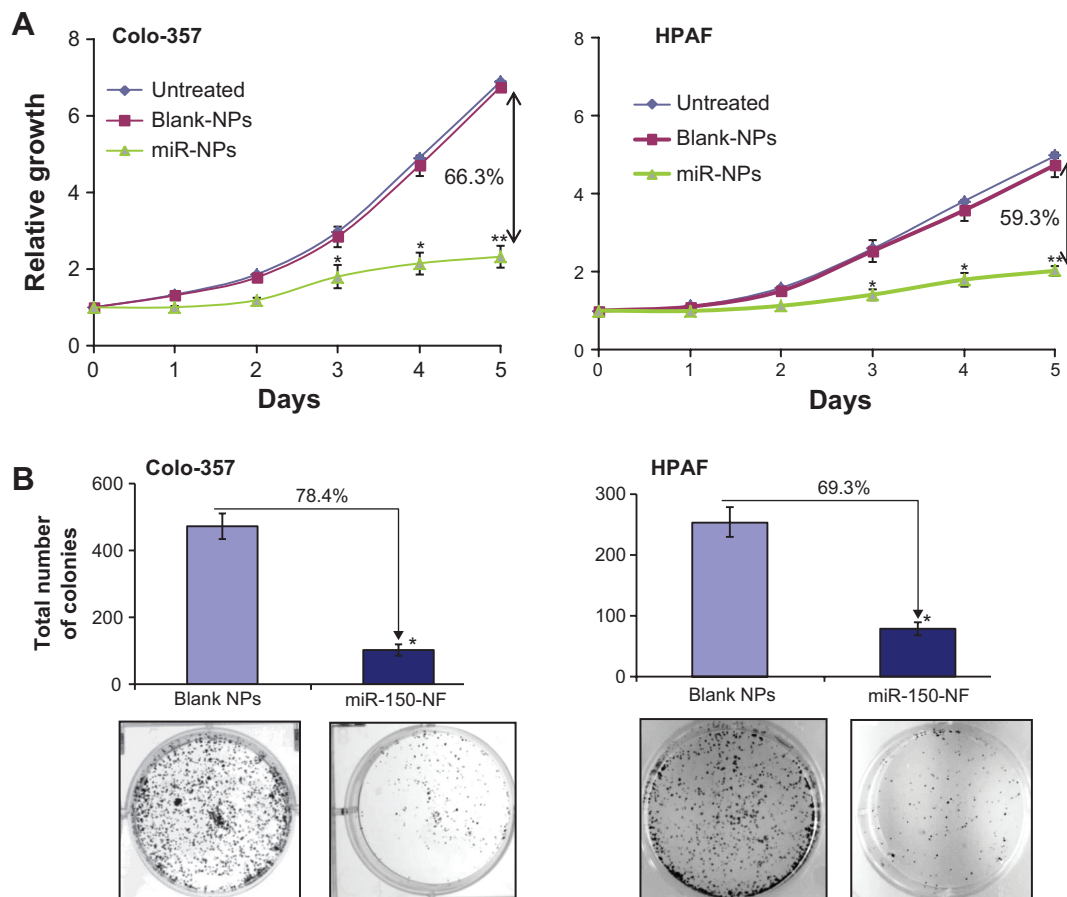 A
Colo-357
8
6
4
2
0
Relative growth
Untreated
Blank-NPs
miR-NPs
66.3%
*
*
**
0 1 2 3 4 5
Days
HPAF
8
6
4
2
0
Untreated
Blank-NPs
miR-NPs
59.3%
*
*
**
0 1 2 3 4 5
Days
B
Colo-357
600
400
200
0
Total number
of colonies
78.4%
*
Blank NPs miR-150-NF
HPAF
300
200
100
0
69.3%
*
Blank NPs miR-150-NF